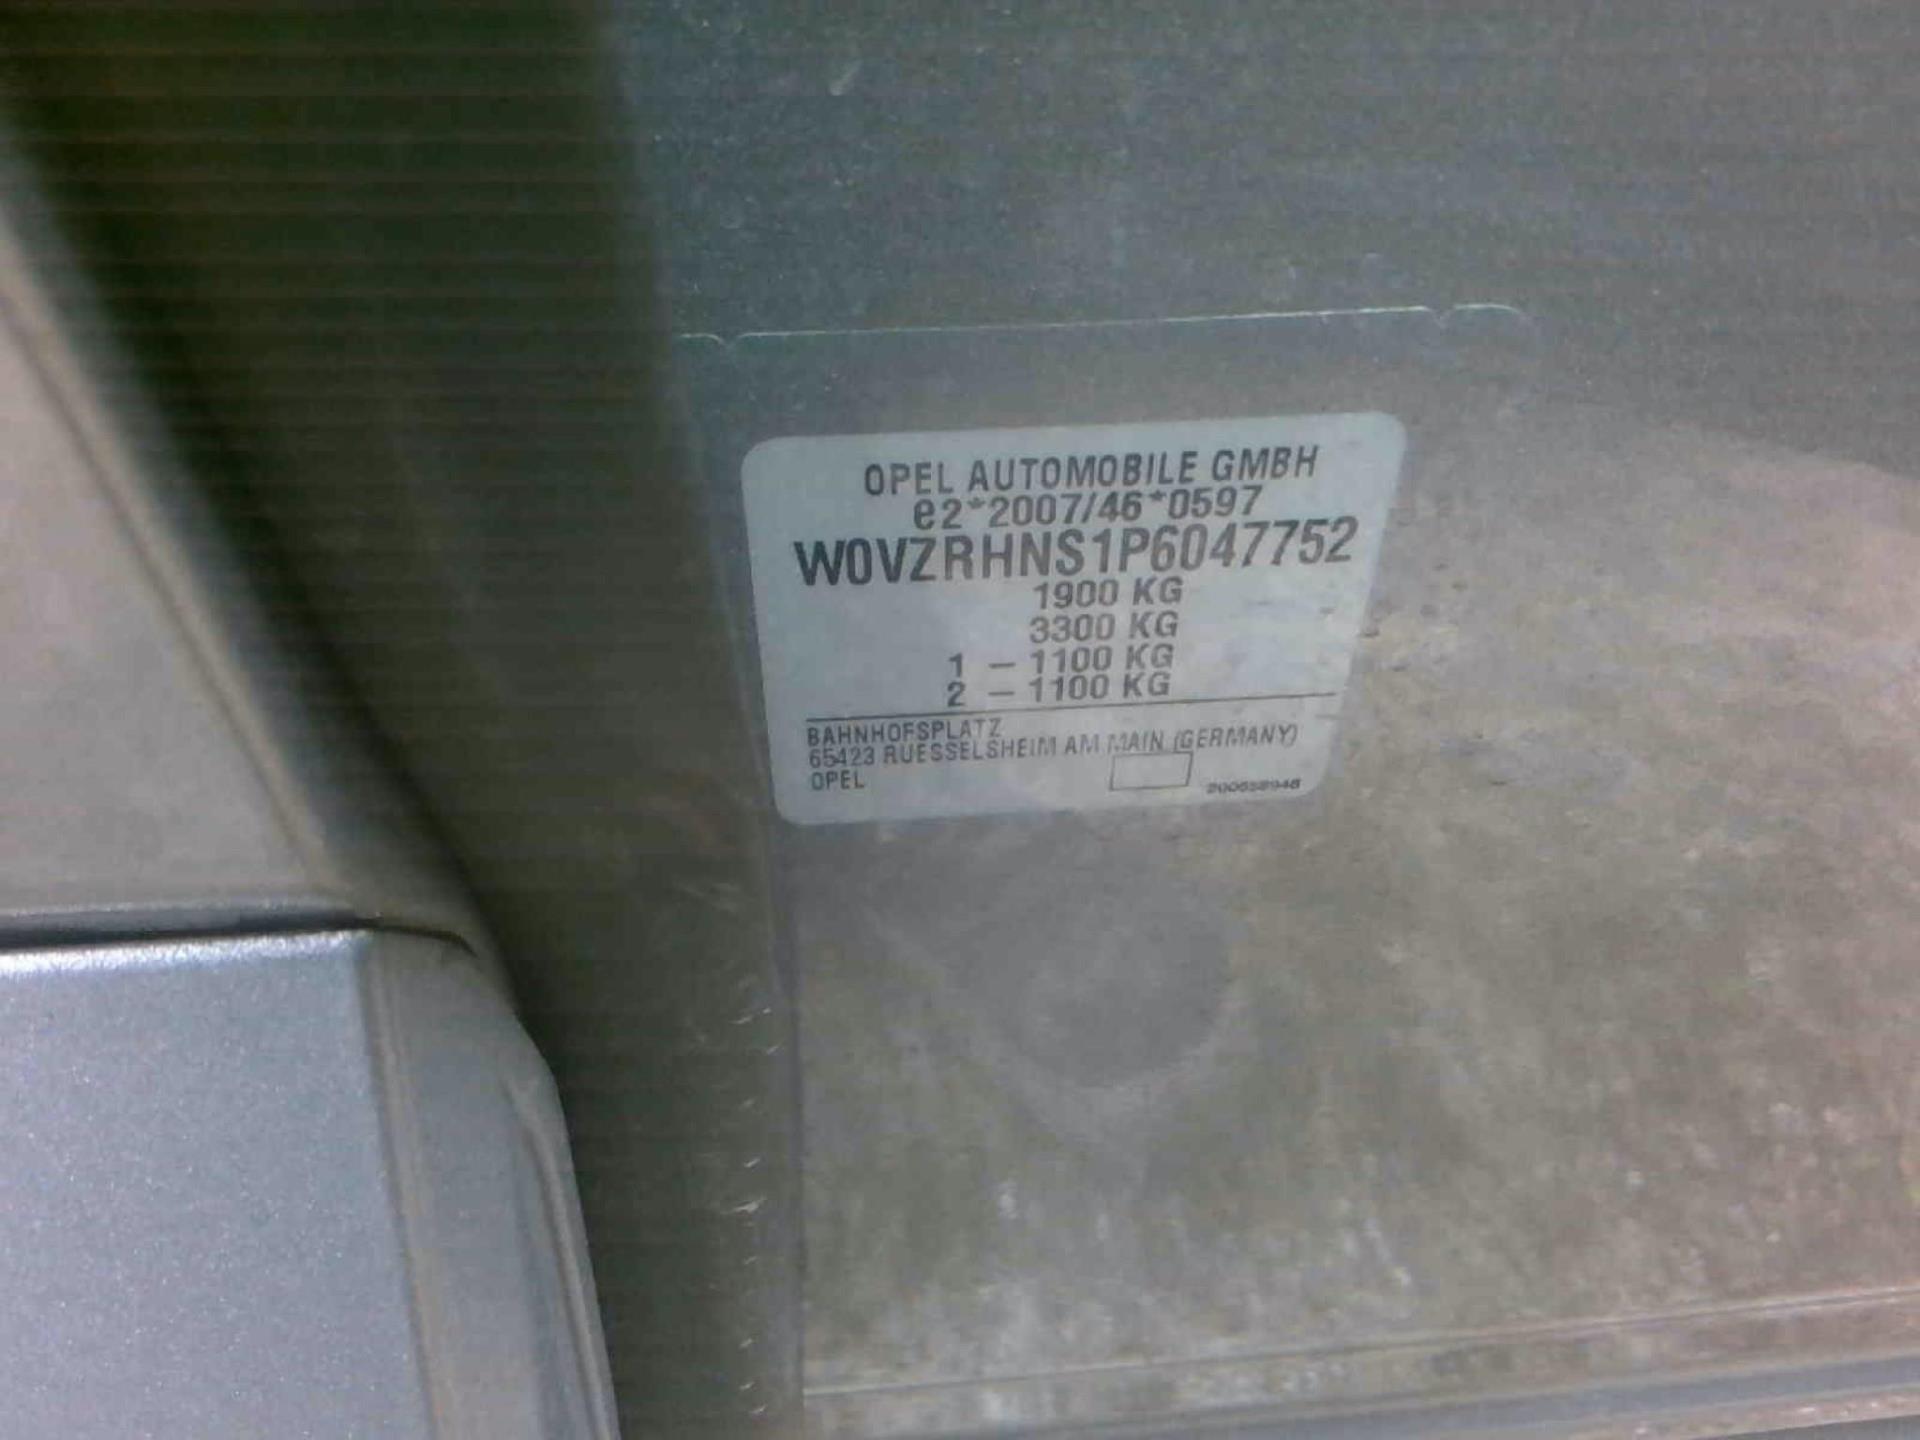 OPEL AUTOMOBILE GMBH
e2*2007/46*0597
W0VZRHNS1P6047752
1900 KG
3300 KG
1 - 1100 KG
2 - 1100 KG
BAHNHOFSPLATZ
65423 RUESSELSHEIM AM MAIN (GERMANY)
OPEL